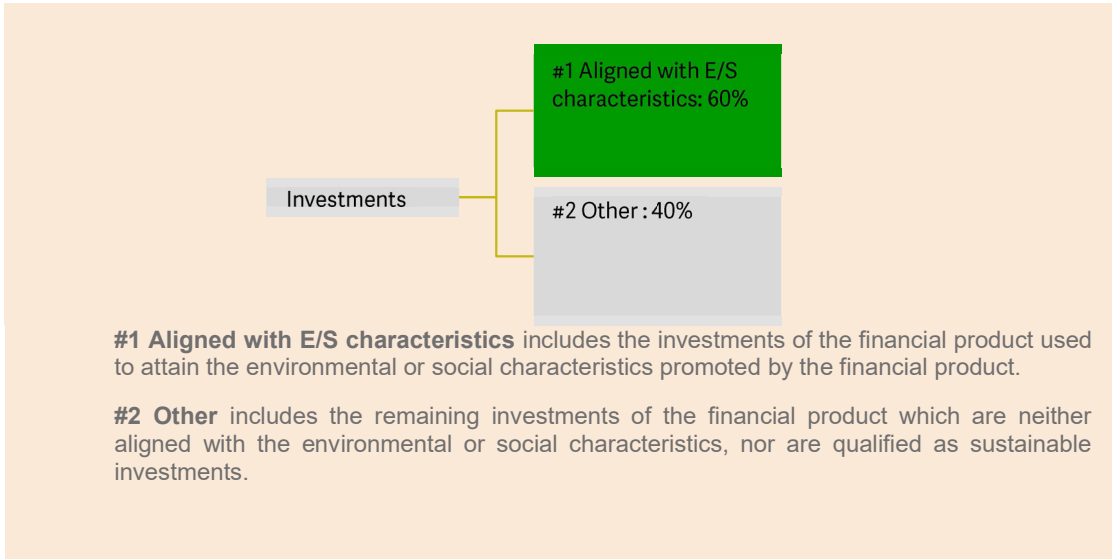 #1 Aligned with E/S
characteristics: 60%
Investments
#2 Other : 40%
#1 Aligned with E/S characteristics includes the investments of the financial product used
to attain the environmental or social characteristics promoted by the financial product.
#2 Other includes the remaining investments of the financial product which are neither
aligned with the environmental or social characteristics, nor are qualified as sustainable
investments.